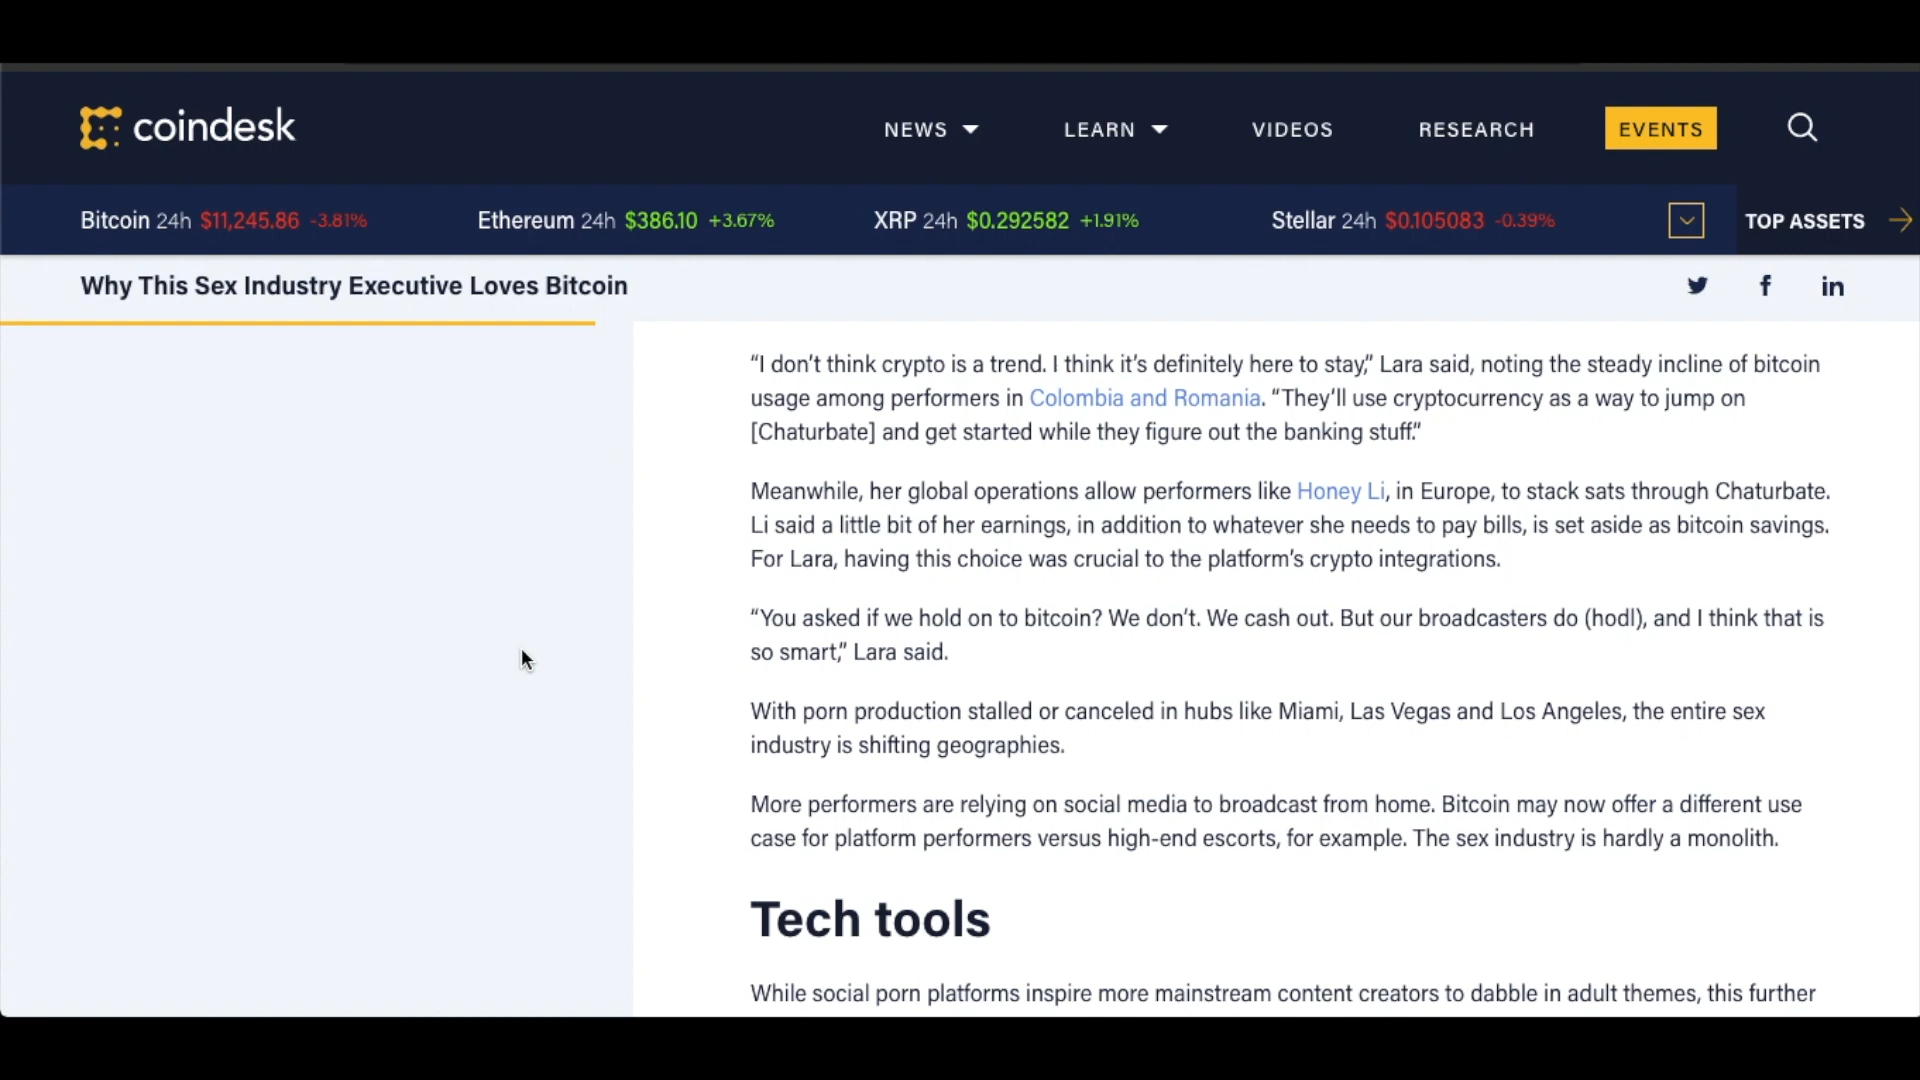 coindesk
NEWS LEARN VIDEOS RESEARCH EVENTS
Bitcoin 24h $11,245.86 -3.81% Ethereum 24h $386.10 +3.67% XRP 24h $0.292582 +1.91% Stellar 24h $0.105083 -0.39% TOP ASSETS
Why This Sex Industry Executive Loves Bitcoin
“I don’t think crypto is a trend. I think it’s definitely here to stay,” Lara said, noting the steady incline of bitcoin
usage among performers in Colombia and Romania. “They’ll use cryptocurrency as a way to jump on
[Chaturbate] and get started while they figure out the banking stuff.”
Meanwhile, her global operations allow performers like Honey Li, in Europe, to stack sats through Chaturbate.
Li said a little bit of her earnings, in addition to whatever she needs to pay bills, is set aside as bitcoin savings.
For Lara, having this choice was crucial to the platform’s crypto integrations.
“You asked if we hold on to bitcoin? We don’t. We cash out. But our broadcasters do (hodl), and I think that is
so smart,” Lara said.
With porn production stalled or canceled in hubs like Miami, Las Vegas and Los Angeles, the entire sex
industry is shifting geographies.
More performers are relying on social media to broadcast from home. Bitcoin may now offer a different use
case for platform performers versus high-end escorts, for example. The sex industry is hardly a monolith.
Tech tools
While social porn platforms inspire more mainstream content creators to dabble in adult themes, this further